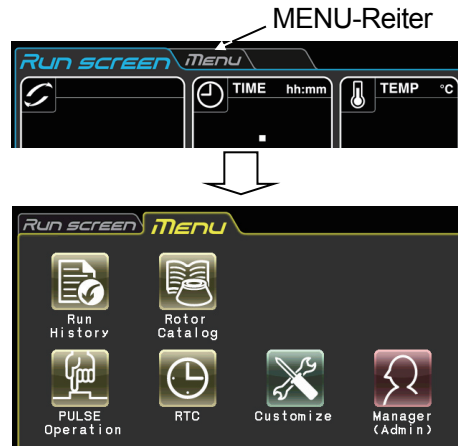 MENU-Reiter
Run screen Menu
TIME hh:mm TEMP °C
Run screen Menu
Run History
Rotor Catalog
PULSE Operation
RTC
Customize
Manager (Admin)